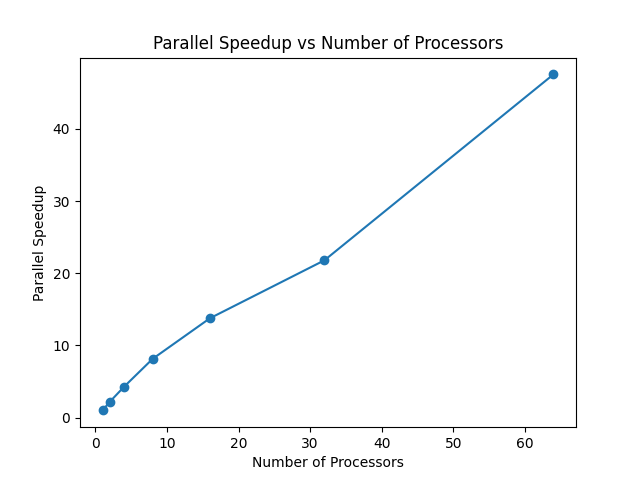 Parallel Speedup vs Number of Processors
Parallel Speedup
40
30
20
10
0
0 10 20 30 40 50 60
Number of Processors